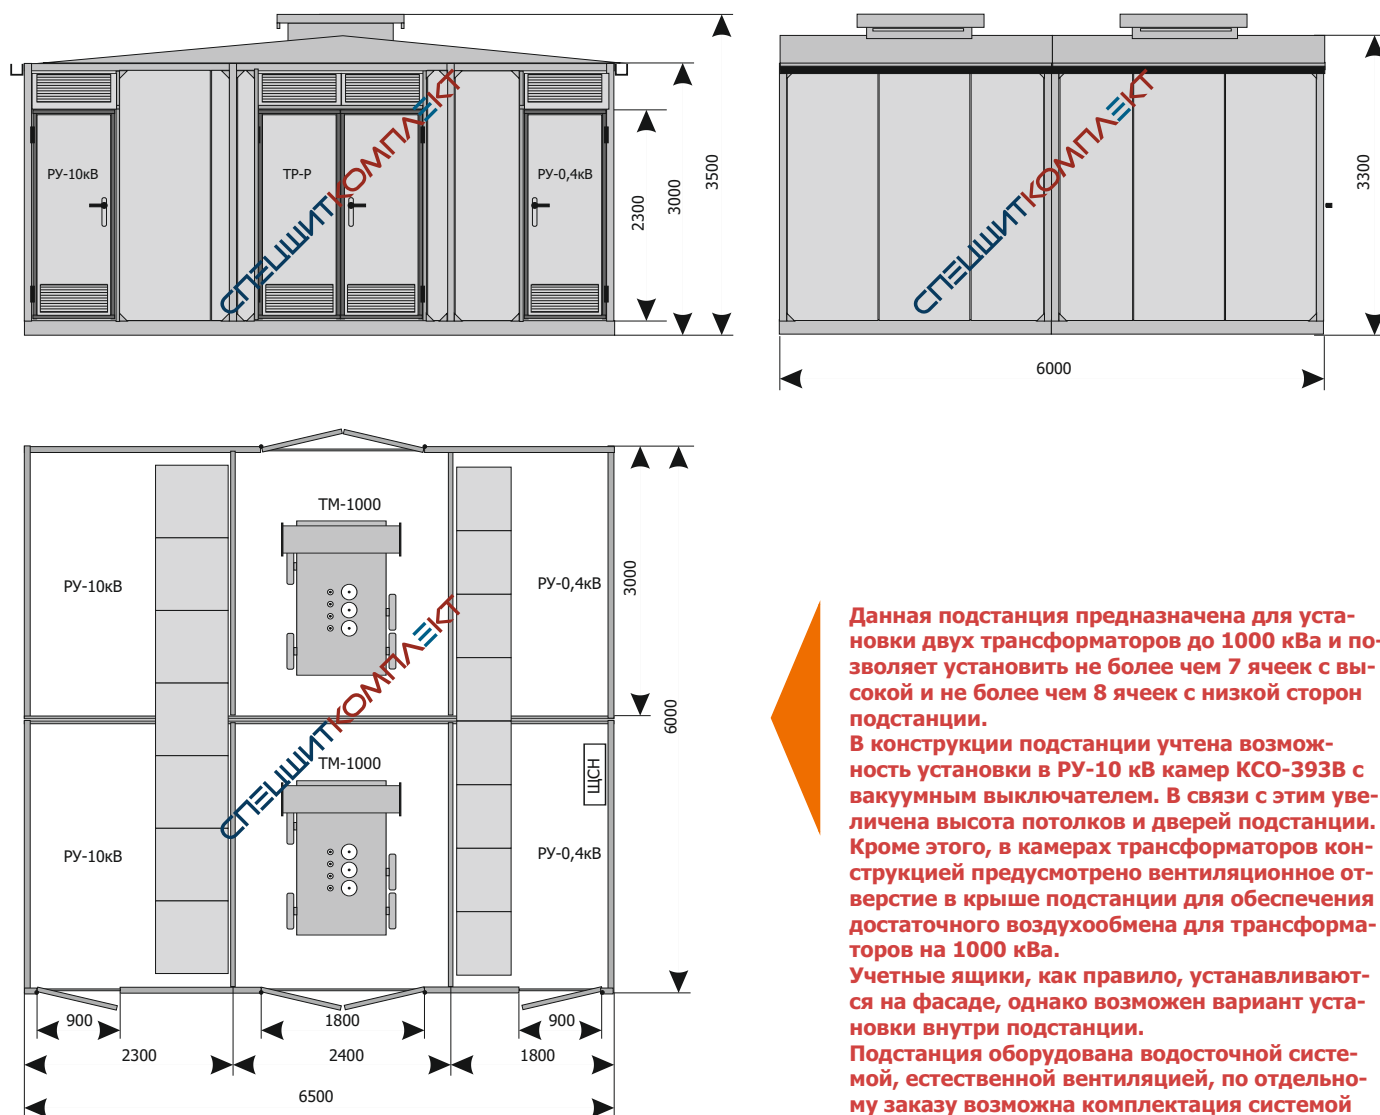 РУ-10кВ
ТР-Р
РУ-0,4кВ
2300
3000
3500
СПЕЦЩИТКОМПЛЕКТ
3300
6000
СПЕЦЩИТКОМПЛЕКТ
ТМ-1000
РУ-10кВ
РУ-0,4кВ
3000
6000
ТМ-1000
ЩСН
РУ-10кВ
РУ-0,4кВ
СПЕЦЩИТКОМПЛЕКТ
900
1800
900
2300
2400
1800
6500
Данная подстанция предназначена для уста-
новки двух трансформаторов до 1000 кВа и по-
зволяет установить не более чем 7 ячеек с вы-
сокой и не более чем 8 ячеек с низкой сторон
подстанции.
В конструкции подстанции учтена возмож-
ность установки в РУ-10 кВ камер КСО-393В с
вакуумным выключателем. В связи с этим уве-
личена высота потолков и дверей подстанции.
Кроме этого, в камерах трансформаторов кон-
струкцией предусмотрено вентиляционное от-
верстие в крыше подстанции для обеспечения
достаточного воздухообмена для трансформа-
торов на 1000 кВа.
Учетные ящики, как правило, устанавливают-
ся на фасаде, однако возможен вариант уста-
новки внутри подстанции.
Подстанция оборудована водосточной систе-
мой, естественной вентиляцией, по отдельно-
му заказу возможна комплектация системой